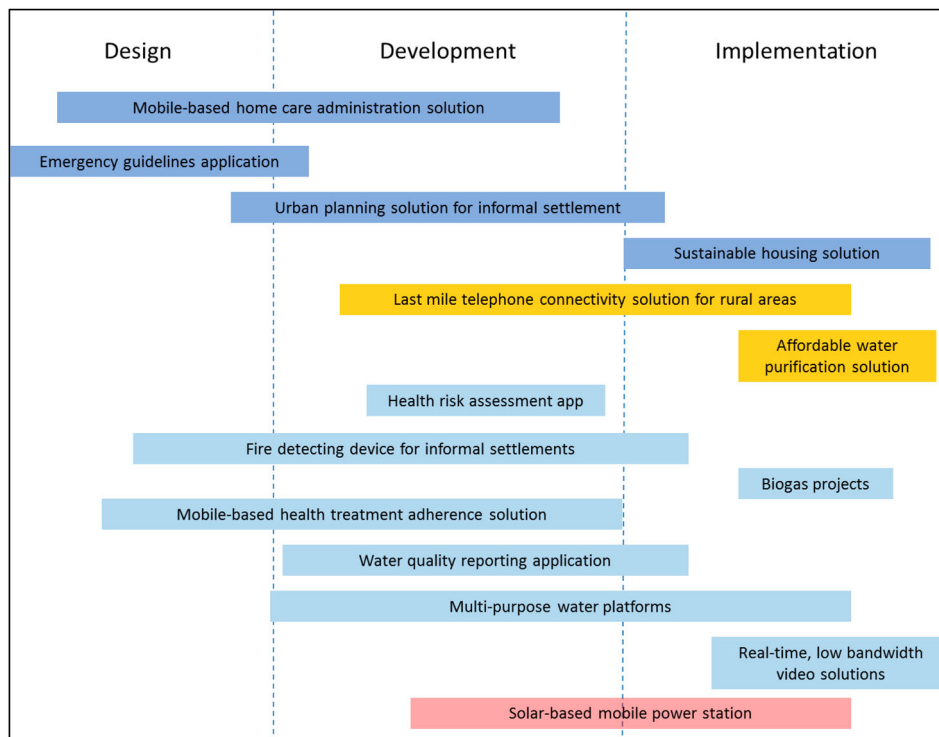 Design
Development
Implementation
Mobile-based home care administration solution
Emergency guidelines application
Urban planning solution for informal settlement
Sustainable housing solution
Last mile telephone connectivity solution for rural areas
Affordable water
purification solution
Health risk assessment app
Fire detecting device for informal settlements
Biogas projects
Mobile-based health treatment adherence solution
Water quality reporting application
Multi-purpose water platforms
Real-time, low bandwidth
video solutions
Solar-based mobile power station